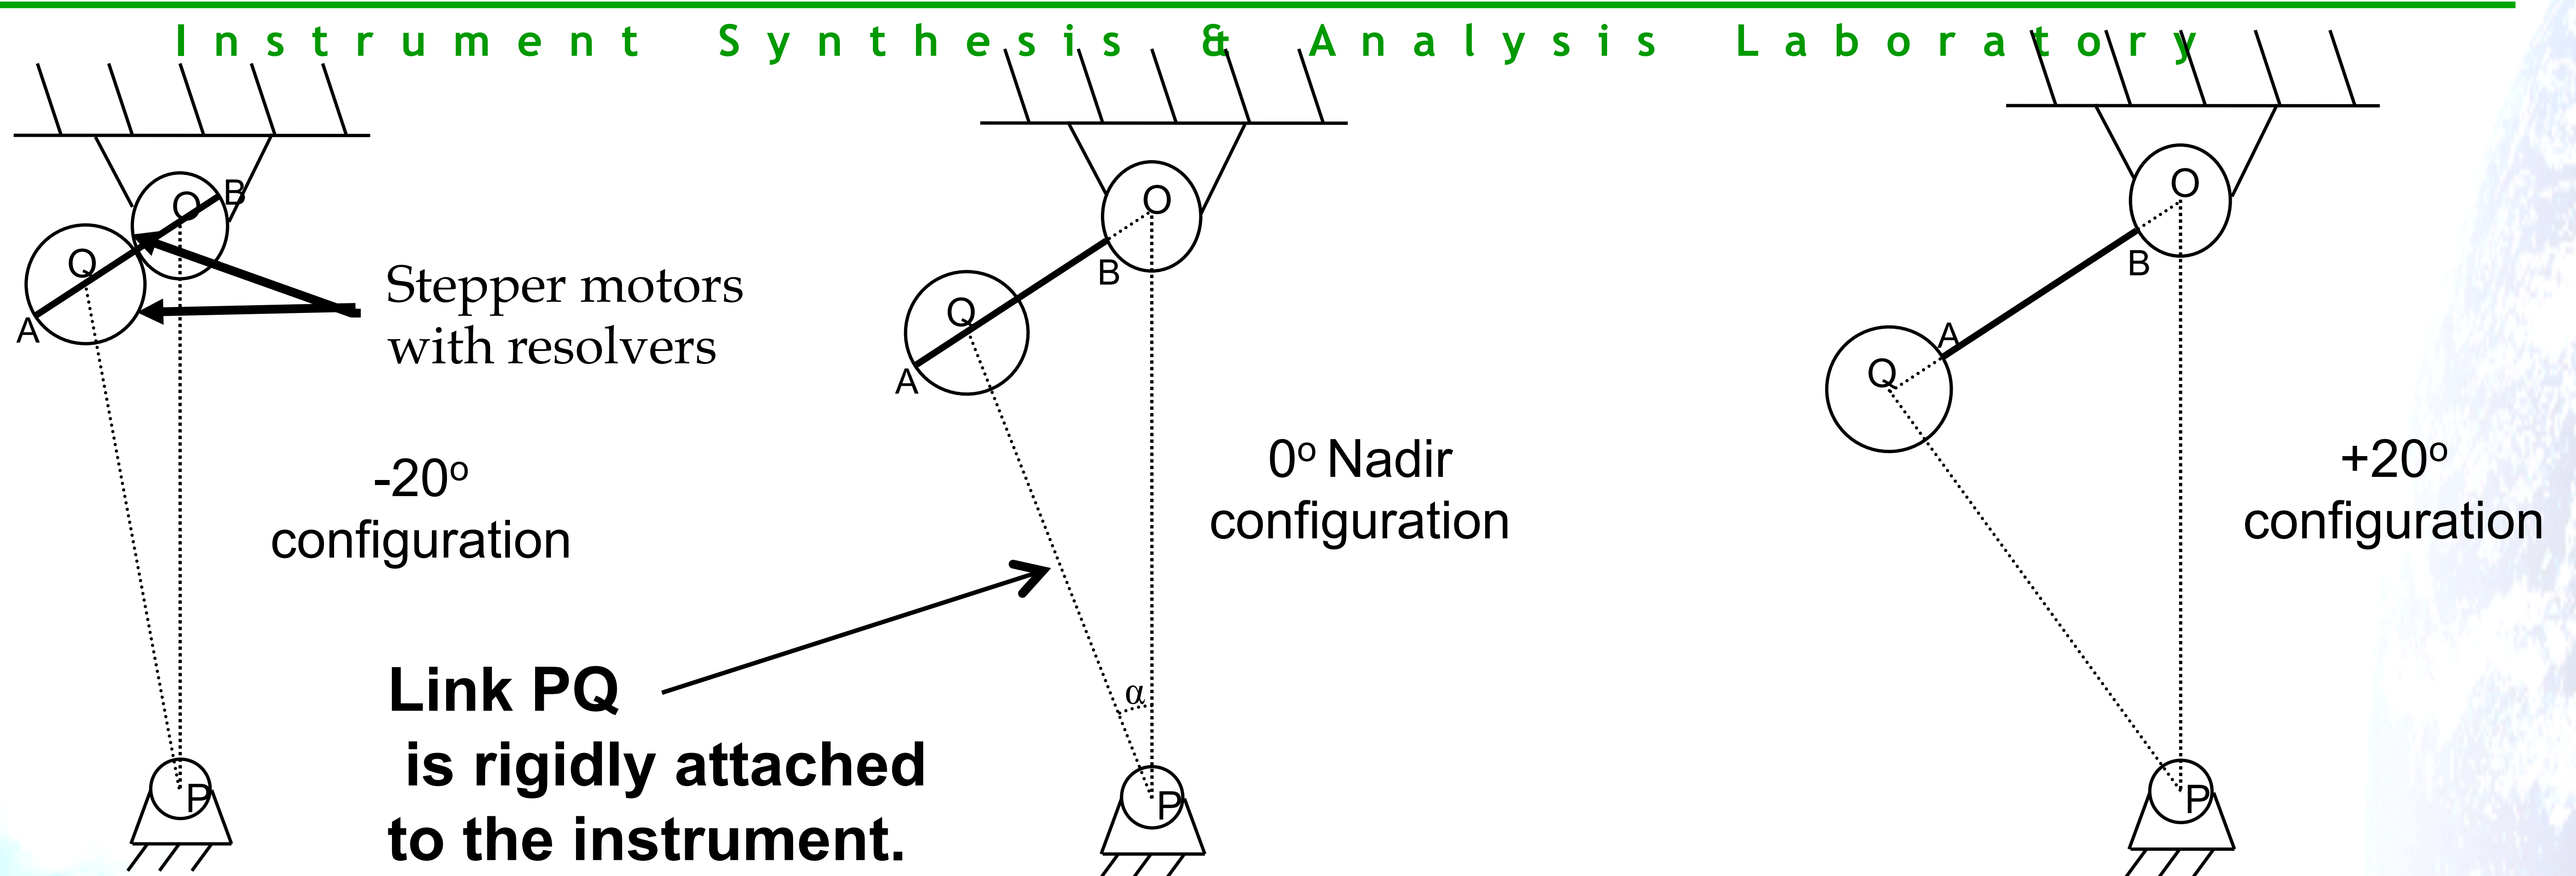 Instrument Synthesis & Analysis Laboratory
O
B
Q
A
P
Stepper motors
with resolvers
-20º
configuration
O
B
Q
A
α
P
0º Nadir
configuration
Link PQ
is rigidly attached
to the instrument.
O
B
A
Q
P
+20º
configuration